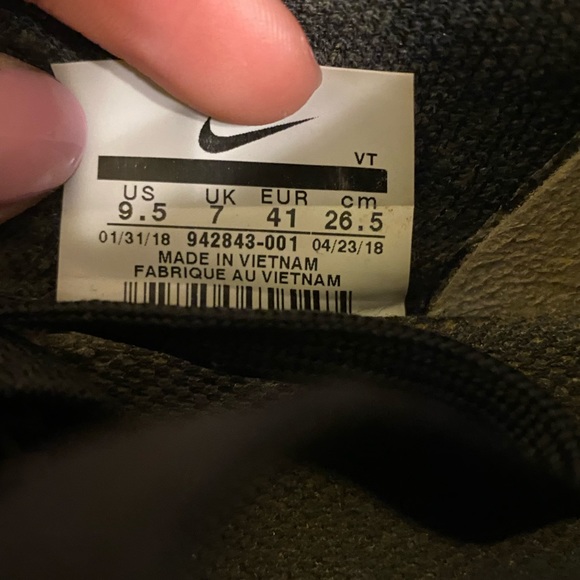 VT
US UK EUR cm
9.5 7 41 26.5
01/31/18 942843-001 04/23/18
MADE IN VIETNAM
FABRIQUE AU VIETNAM